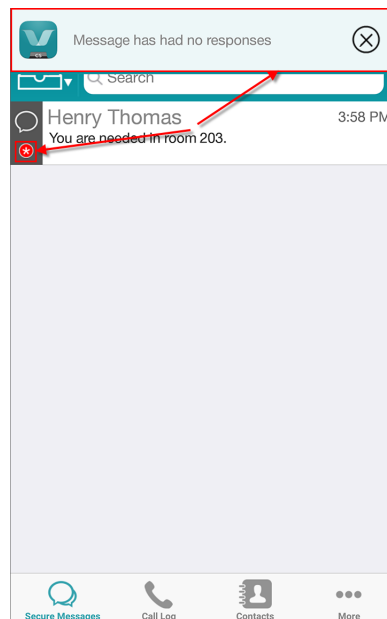 Message has had no responses
CS
Search
Henry Thomas
3:58 PM
You are needed in room 203.
Secure Messages
Call Log
Contacts
More